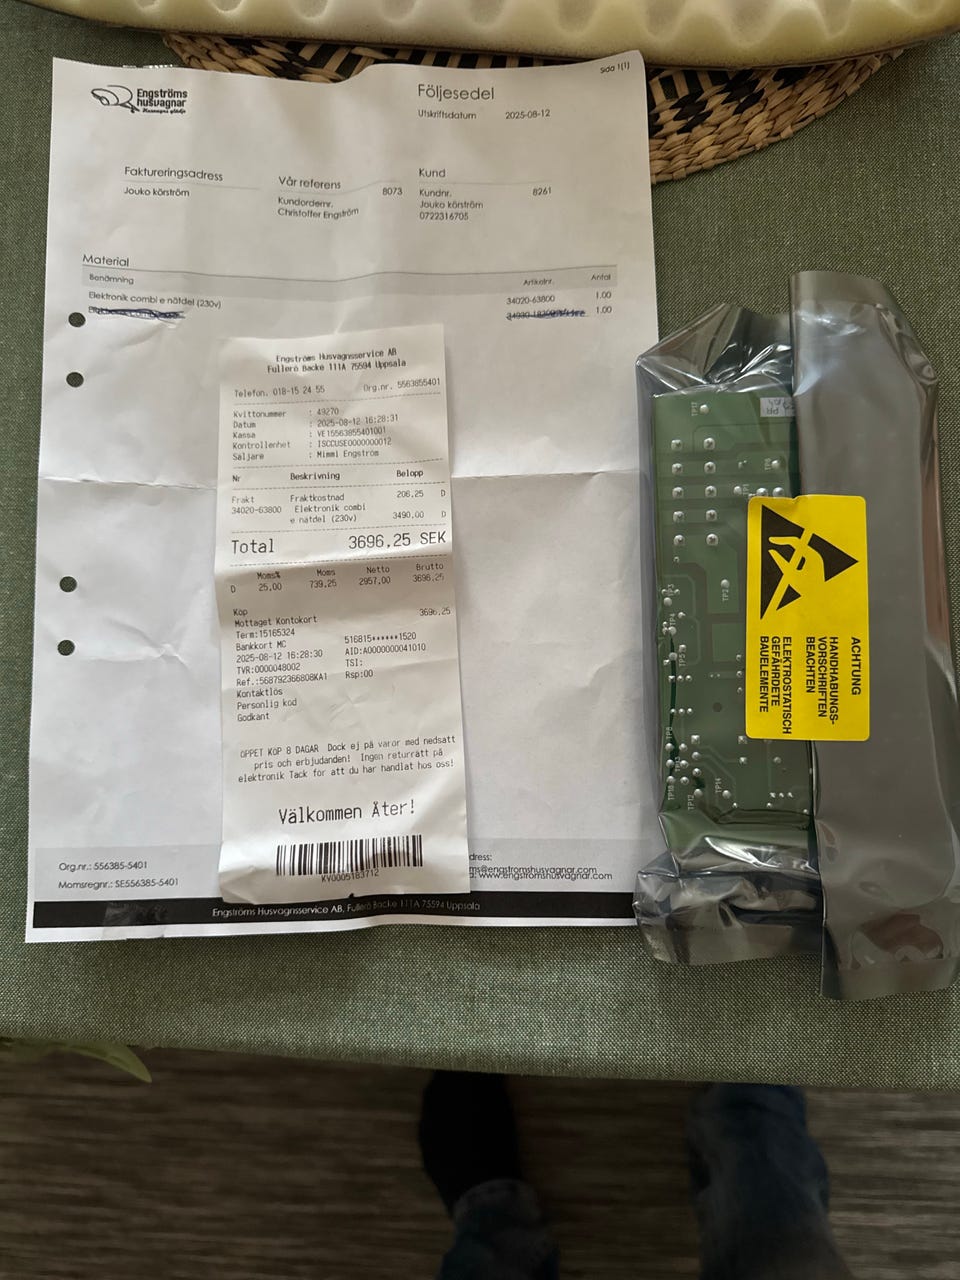 Sida 1(1)
Engströms
husvagnar
Följesedel
Utskriftsdatum 2025-08-12
Faktureringsadress
Jouko körström
Vår referens
8073
Kundordernr.
Christoffer Engström
Kund
Kundnr. 8261
Jouko körström
0722316705
Material
Benämning Artikelnr. Antal
Elektronik combi e nätdel (230v) 34020-63800 1.00
1.00
Engströms Husvagnsservice AB
Fullerö Backe 111A 75594 Uppsala
Telefon. 018-15 24 55 Org.nr. 5563855401
Kvittonummer : 49270
Datum : 2025-08-12 16:28:31
Kassa : VE15563855401001
Kontrollenhet : ISCCUSE0000000012
Säljare : Mimmi Engström
Nr Beskrivning Belopp
Frakt Fraktkostnad 206,25 D
34020-63800 Elektronik combi
e nätdel (230v) 3490,00 D
Total 3696,25 SEK
Moms% Moms Netto Brutto
D 25,00 739,25 2957,00 3696,25
Köp 3696,25
Mottaget Kontokort
Term:15165324
Bankkort MC 516815******1520
2025-08-12 16:28:30 AID:A0000000041010
TVR:0000048002 TSI:
Ref.:568792366808KA1 Rsp:00
Kontaktlös
Personlig kod
Godkänt
ÖPPET KÖP 8 DAGAR Dock ej på varor med nedsatt
pris och erbjudanden! Ingen returrätt på
elektronik Tack för att du har handlat hos oss!
Välkommen Åter!
KV0005183712
Org.nr.: 556385-5401
Momsregnr.: SE556385-5401
dress:
ms@engstromshusvagnar.com
www.engstromshusvagnar.com
Engströms Husvagnsservice AB, Fullerö Backe 111A 75594 Uppsala
ACHTUNG
HANDHABUNGS-
VORSCHRIFTEN
BEACHTEN
ELEKTROSTATISCH
GEFÄHRDETE
BAUELEMENTE